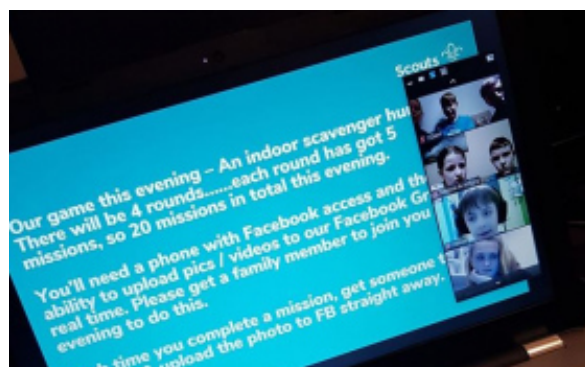 Scouts
Our game this evening – An indoor scavenger
There will be 4 rounds......each round has got 5
missions, so 20 missions in total this evening.
You'll need a phone with Facebook access and
ability to upload pics / videos to our Facebook
real time. Please get a family member to join you
evening to do this.
time you complete a mission, get someone
upload the photo to FB straight away.